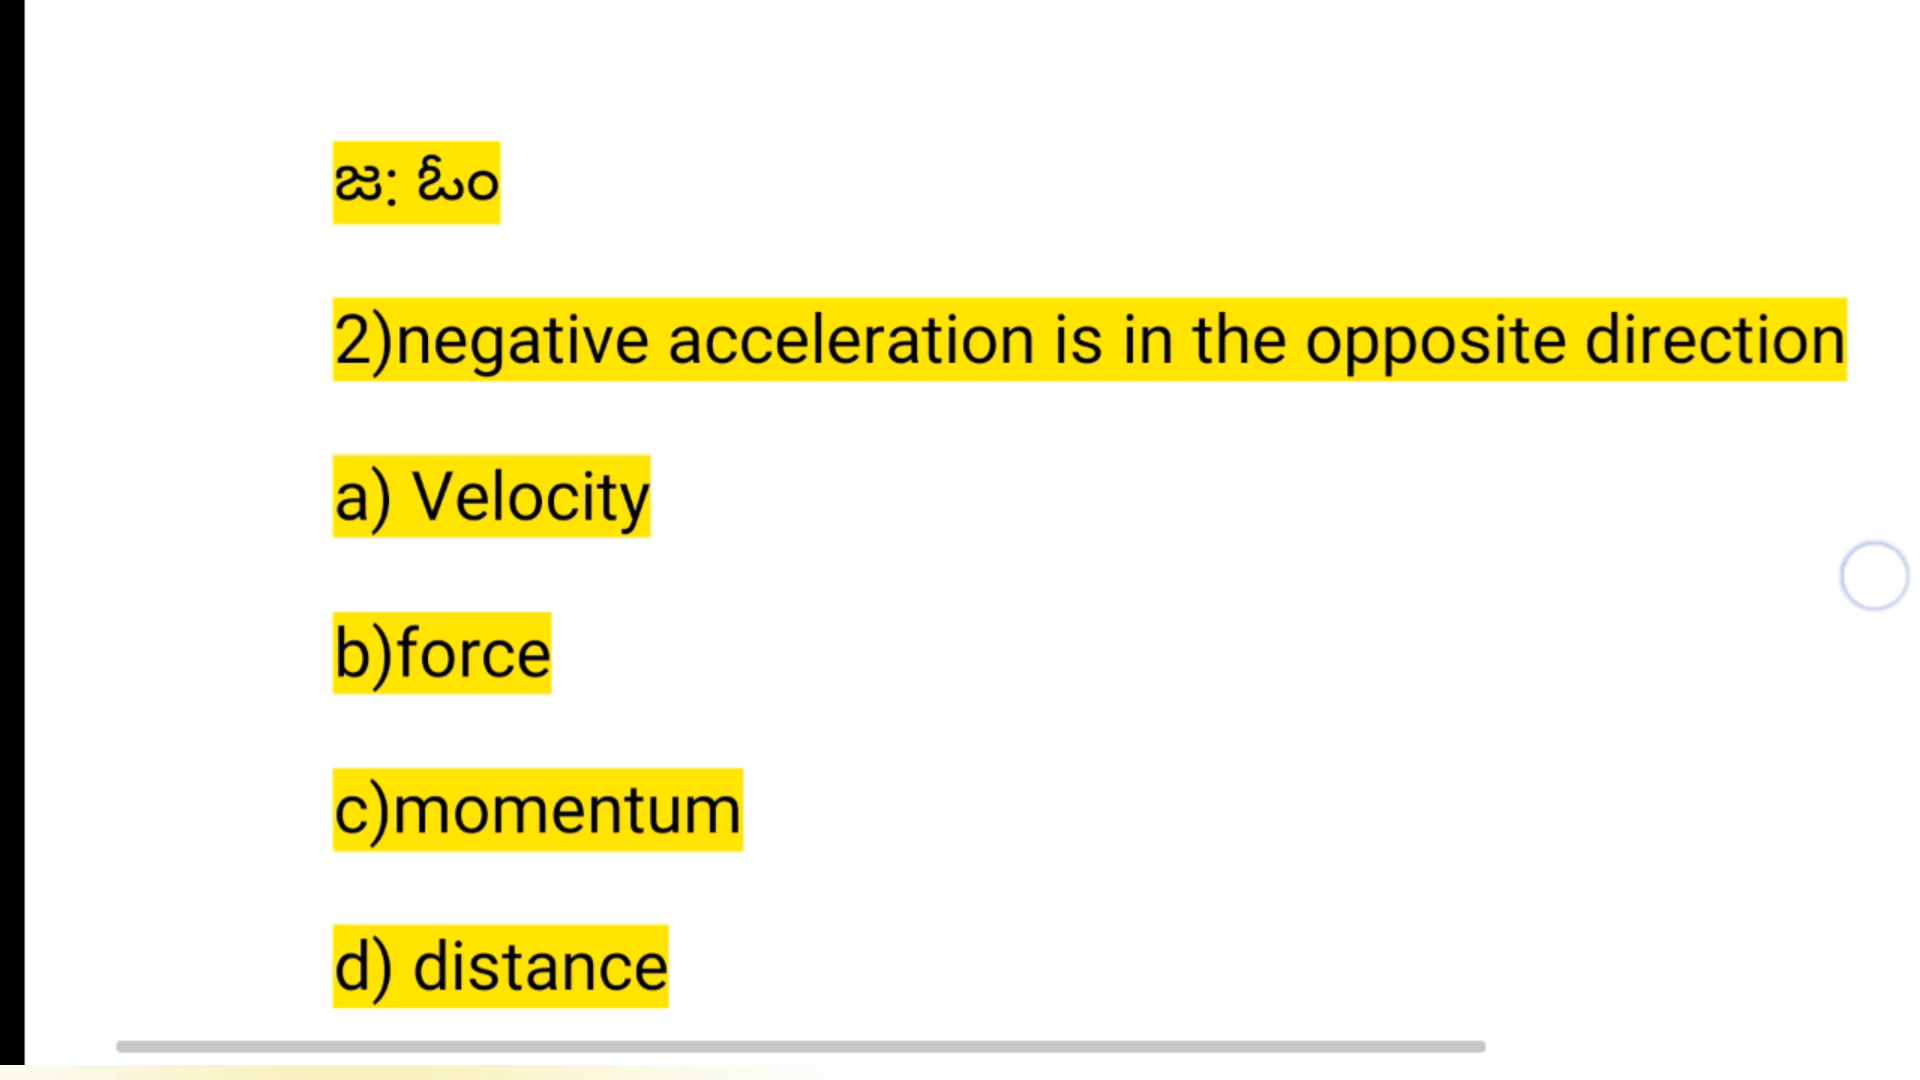 జ: ఓం
2)negative acceleration is in the opposite direction
a) Velocity
b)force
c)momentum
d) distance